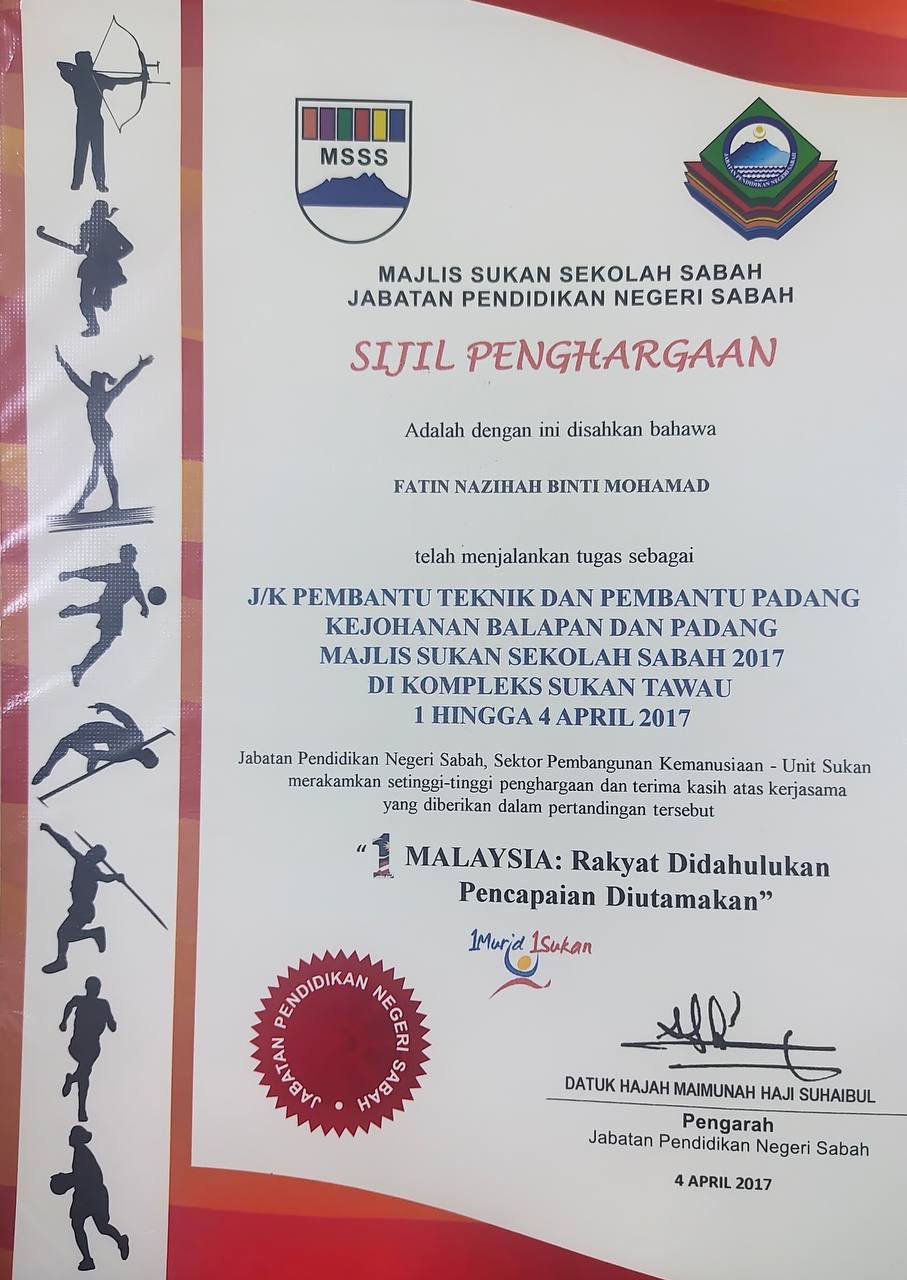 MSSS
JABATAN PENDIDIKAN NEGERI SABAH
MAJLIS SUKAN SEKOLAH SABAH
JABATAN PENDIDIKAN NEGERI SABAH
SIJIL PENGHARGAAN
Adalah dengan ini disahkan bahawa
FATIN NAZIHAH BINTI MOHAMAD
telah menjalankan tugas sebagai
J/K PEMBANTU TEKNIK DAN PEMBANTU PADANG
KEJOHANAN BALAPAN DAN PADANG
MAJLIS SUKAN SEKOLAH SABAH 2017
DI KOMPLEKS SUKAN TAWAU
1 HINGGA 4 APRIL 2017
Jabatan Pendidikan Negeri Sabah, Sektor Pembangunan Kemanusiaan - Unit Sukan
merakamkan setinggi-tinggi penghargaan dan terima kasih atas kerjasama
yang diberikan dalam pertandingan tersebut
“1 MALAYSIA: Rakyat Didahulukan
Pencapaian Diutamakan”
1Murid 1Sukan
JABATAN PENDIDIKAN NEGERI SABAH
DATUK HAJAH MAIMUNAH HAJI SUHAIBUL
Pengarah
Jabatan Pendidikan Negeri Sabah
4 APRIL 2017